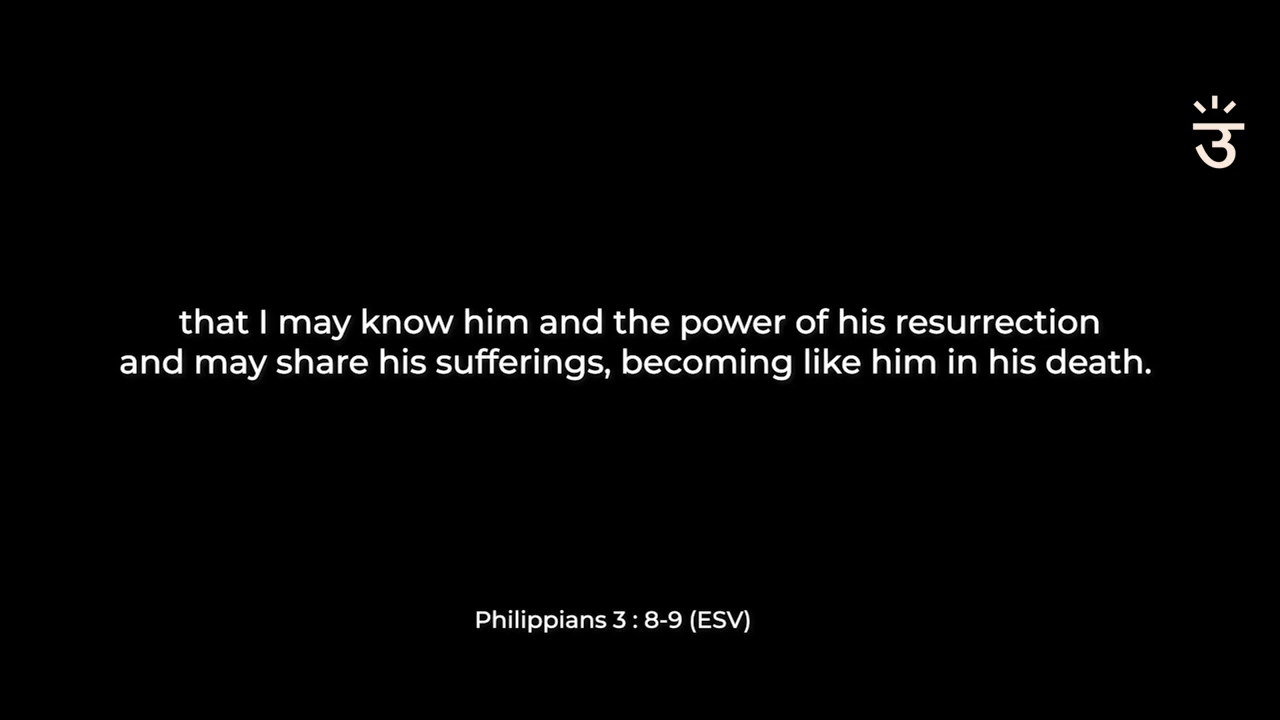 उ
that I may know him and the power of his resurrection
and may share his sufferings, becoming like him in his death.
Philippians 3 : 8-9 (ESV)